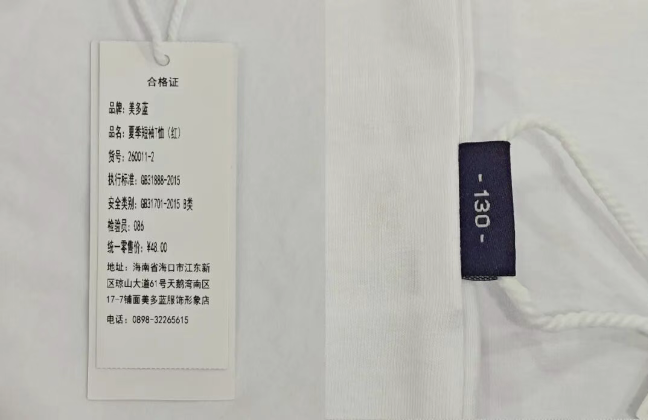 合格证
品牌：美多蓝
品名：夏季短袖T恤（红）
货号：260011-2
执行标准：GB31888-2015
安全类别：GB31701-2015 B类
检验员：086
统一零售价：¥48.00
地址：海南省海口市江东新
区琼山大道61号天鹅湾南区
17-7铺面美多蓝服饰形象店
电话：0898-32265615
- 130 -